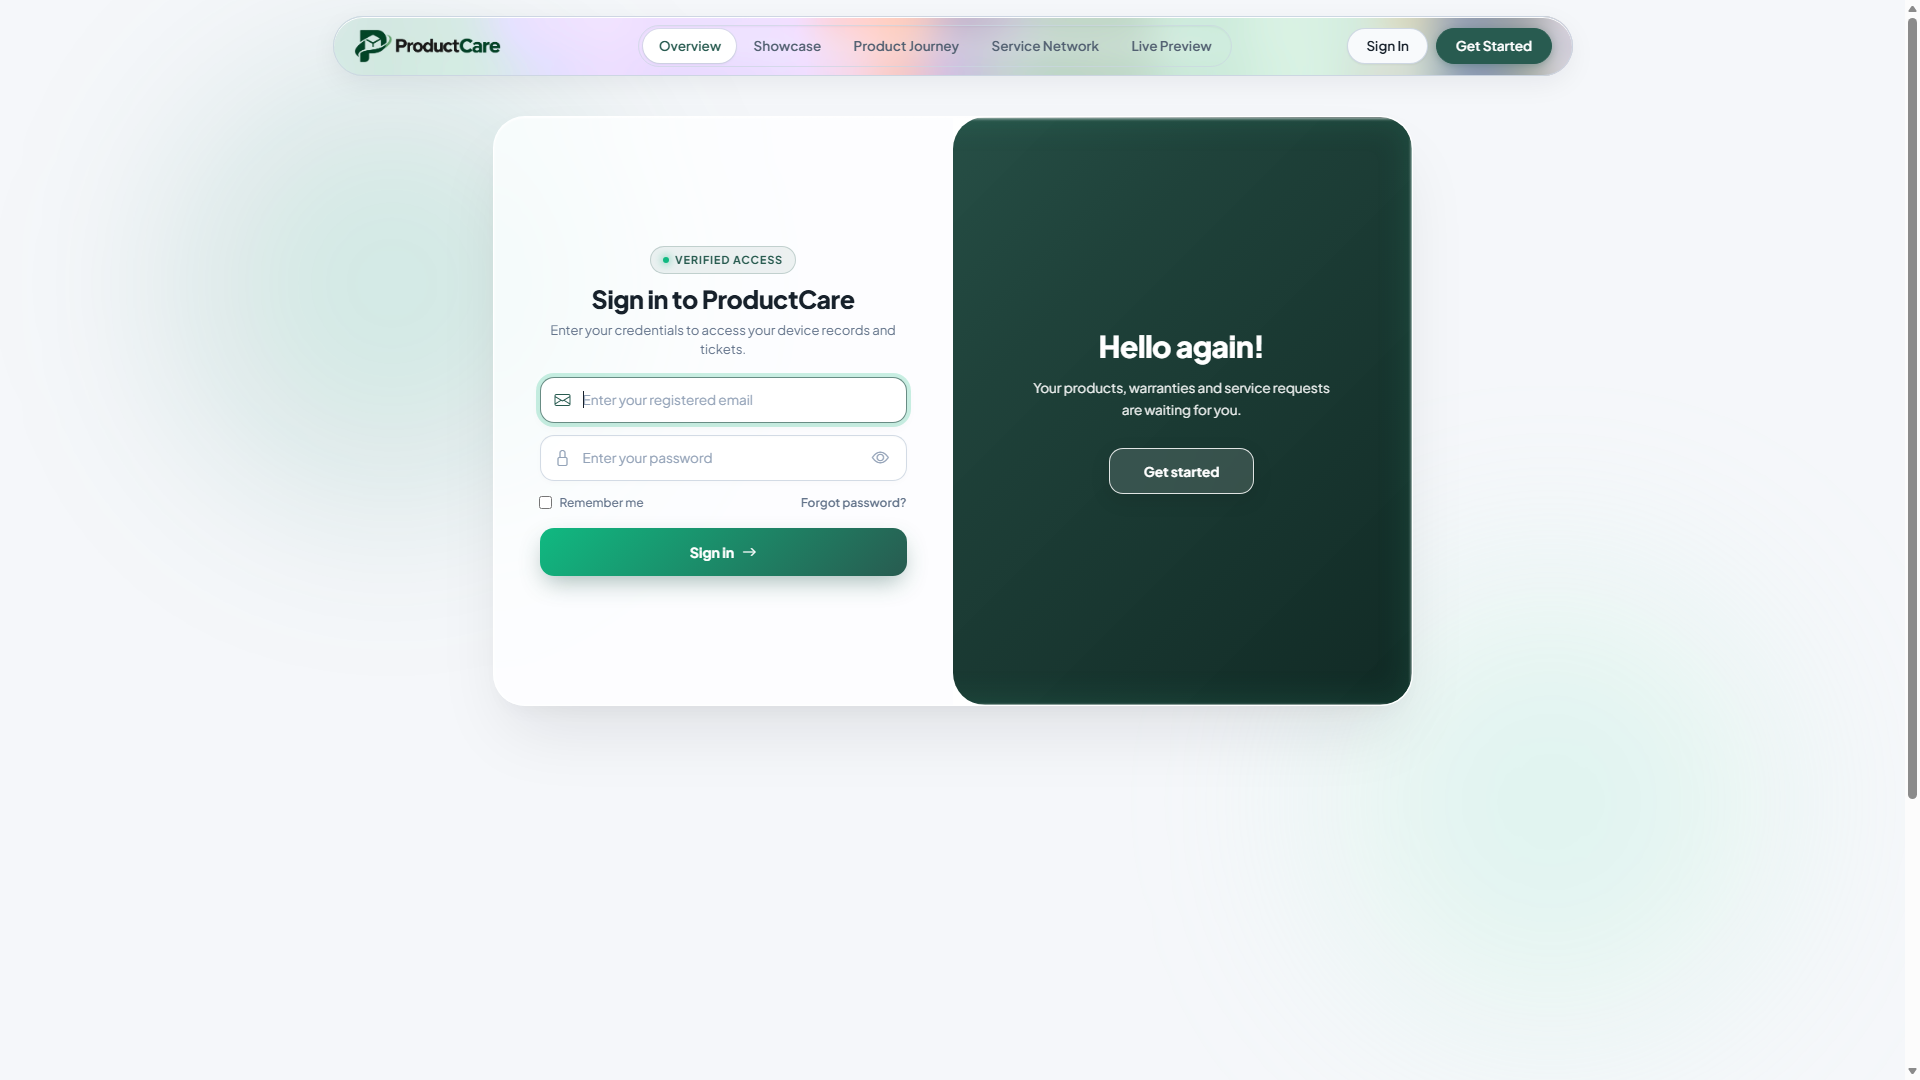 ProductCare
Overview
Showcase
Product Journey
Service Network
Live Preview
Sign In
Get Started
VERIFIED ACCESS
Sign in to ProductCare
Enter your credentials to access your device records and
tickets.
Enter your registered email
Enter your password
Remember me
Forgot password?
Sign in →
Hello again!
Your products, warranties and service requests
are waiting for you.
Get started